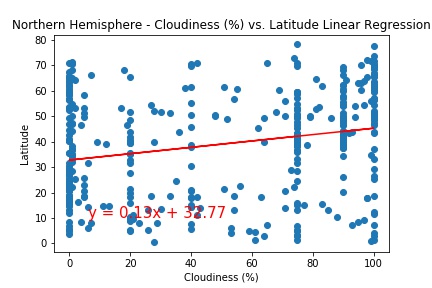 Northern Hemisphere - Cloudiness (%) vs. Latitude Linear Regression
80
70
60
50
40
30
20
10
0
Latitude
y = 0.13x + 32.77
0 20 40 60 80 100
Cloudiness (%)